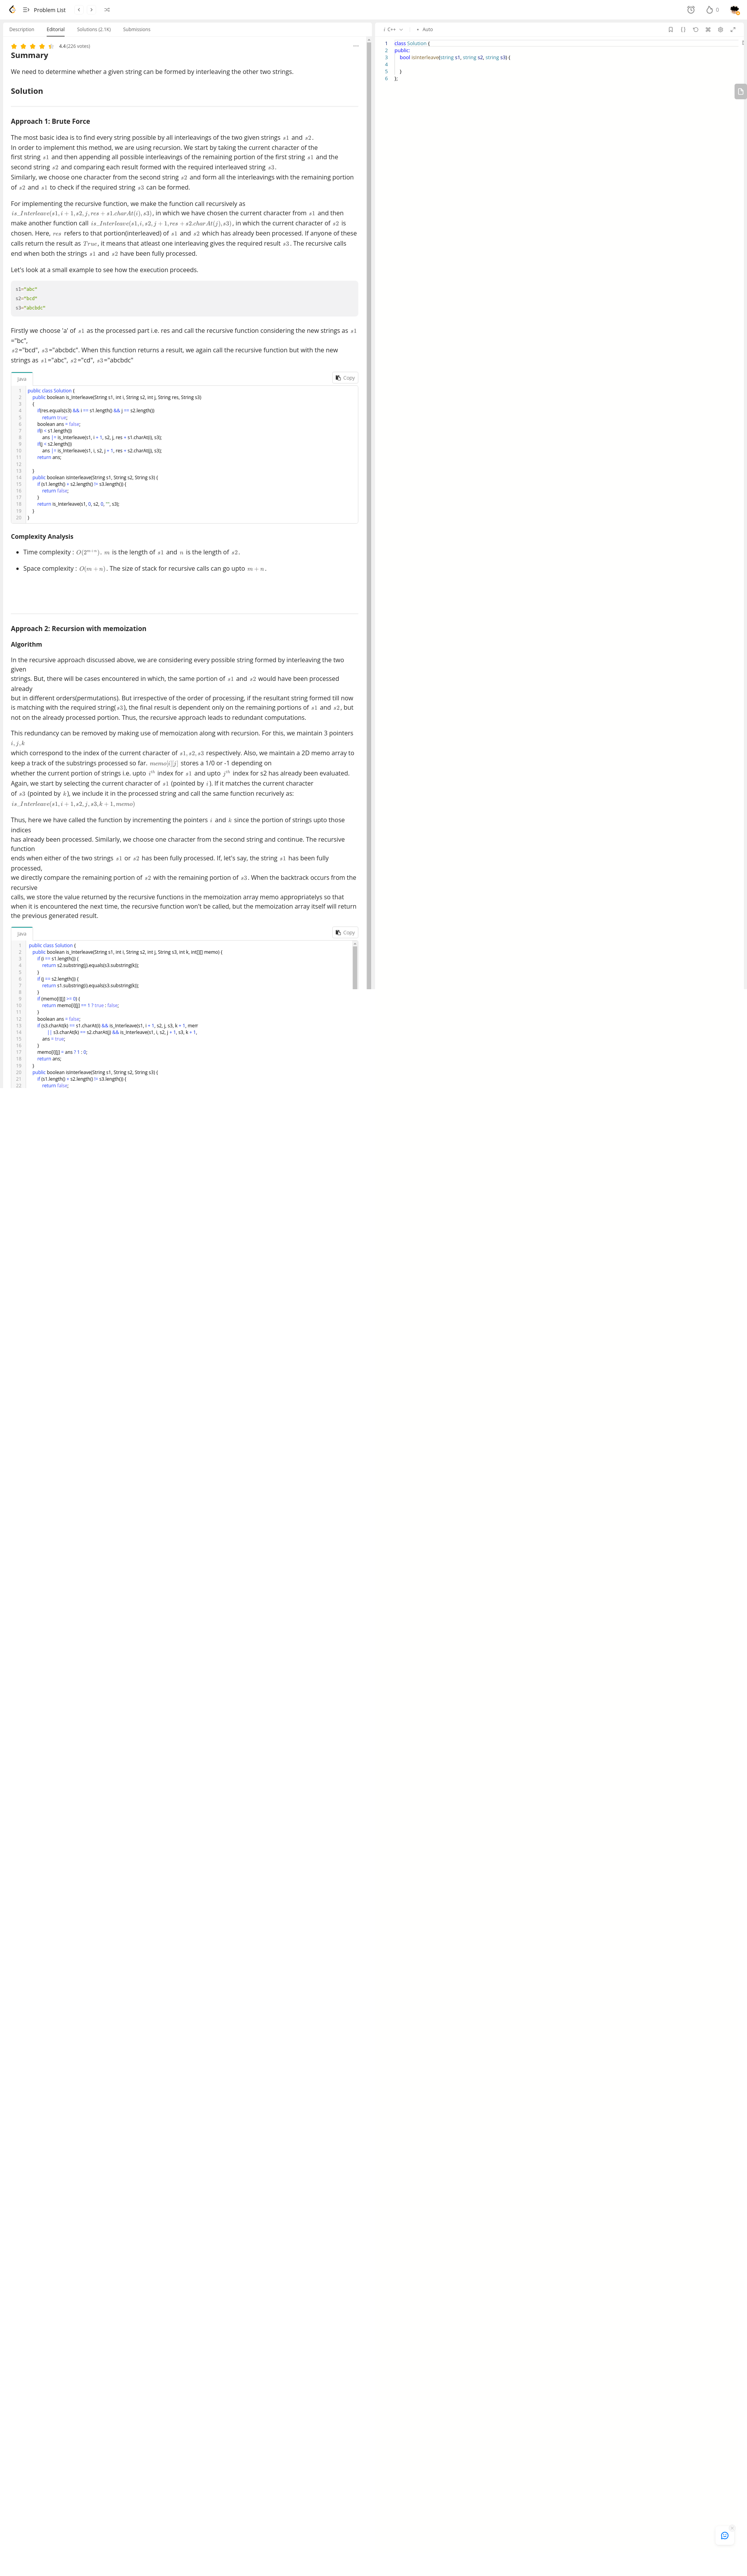 Problem List
0
Description Editorial Solutions (2.1K) Submissions
4.4 (226 votes)
Summary
We need to determine whether a given string can be formed by interleaving the other two strings.
Solution
Approach 1: Brute Force
The most basic idea is to find every string possible by all interleavings of the two given strings s1 and s2.
In order to implement this method, we are using recursion. We start by taking the current character of the
first string s1 and then appending all possible interleavings of the remaining portion of the first string s1 and the
second string s2 and comparing each result formed with the required interleaved string s3.
Similarly, we choose one character from the second string s2 and form all the interleavings with the remaining portion
of s2 and s1 to check if the required string s3 can be formed.
For implementing the recursive function, we make the function call recursively as
is_Interleave(s1, i + 1, s2, j, res + s1.charAt(i), s3), in which we have chosen the current character from s1 and then
make another function call is_Interleave(s1, i, s2, j + 1, res + s2.charAt(j), s3), in which the current character of s2 is
chosen. Here, res refers to that portion(interleaved) of s1 and s2 which has already been processed. If anyone of these
calls return the result as True, it means that atleast one interleaving gives the required result s3. The recursive calls
end when both the strings s1 and s2 have been fully processed.
Let's look at a small example to see how the execution proceeds.
s1="abc"
s2="bcd"
s3="abcbdc"
Firstly we choose 'a' of s1 as the processed part i.e. res and call the recursive function considering the new strings as s1
="bc",
s2="bcd", s3="abcbdc". When this function returns a result, we again call the recursive function but with the new
strings as s1="abc", s2="cd", s3="abcbdc"
Java
Copy
1 public class Solution {
2 public boolean is_Interleave(String s1, int i, String s2, int j, String res, String s3)
3 {
4 if(res.equals(s3) && i == s1.length() && j == s2.length())
5 return true;
6 boolean ans = false;
7 if(i < s1.length())
8 ans |= is_Interleave(s1, i + 1, s2, j, res + s1.charAt(i), s3);
9 if(j < s2.length())
10 ans |= is_Interleave(s1, i, s2, j + 1, res + s2.charAt(j), s3);
11 return ans;
12
13 }
14 public boolean isInterleave(String s1, String s2, String s3) {
15 if (s1.length() + s2.length() != s3.length()) {
16 return false;
17 }
18 return is_Interleave(s1, 0, s2, 0, "", s3);
19 }
20 }
Complexity Analysis
• Time complexity : O(2^{m+n}). m is the length of s1 and n is the length of s2.
• Space complexity : O(m + n). The size of stack for recursive calls can go upto m + n.
Approach 2: Recursion with memoization
Algorithm
In the recursive approach discussed above, we are considering every possible string formed by interleaving the two
given
strings. But, there will be cases encountered in which, the same portion of s1 and s2 would have been processed
already
but in different orders(permutations). But irrespective of the order of processing, if the resultant string formed till now
is matching with the required string(s3), the final result is dependent only on the remaining portions of s1 and s2, but
not on the already processed portion. Thus, the recursive approach leads to redundant computations.
This redundancy can be removed by making use of memoization along with recursion. For this, we maintain 3 pointers
i, j, k
which correspond to the index of the current character of s1, s2, s3 respectively. Also, we maintain a 2D memo array to
keep a track of the substrings processed so far. memo[i][j] stores a 1/0 or -1 depending on
whether the current portion of strings i.e. upto i^{th} index for s1 and upto j^{th} index for s2 has already been evaluated.
Again, we start by selecting the current character of s1 (pointed by i). If it matches the current character
of s3 (pointed by k), we include it in the processed string and call the same function recurively as:
is_Interleave(s1, i + 1, s2, j, s3, k + 1, memo)
Thus, here we have called the function by incrementing the pointers i and k since the portion of strings upto those
indices
has already been processed. Similarly, we choose one character from the second string and continue. The recursive
function
ends when either of the two strings s1 or s2 has been fully processed. If, let's say, the string s1 has been fully
processed,
we directly compare the remaining portion of s2 with the remaining portion of s3. When the backtrack occurs from the
recursive
calls, we store the value returned by the recursive functions in the memoization array memo appropriatelys so that
when it is encountered the next time, the recursive function won't be called, but the memoization array itself will return
the previous generated result.
Java
Copy
1 public class Solution {
2 public boolean is_Interleave(String s1, int i, String s2, int j, String s3, int k, int[][] memo) {
3 if (i == s1.length()) {
4 return s2.substring(j).equals(s3.substring(k));
5 }
6 if (j == s2.length()) {
7 return s1.substring(i).equals(s3.substring(k));
8 }
9 if (memo[i][j] >= 0) {
10 return memo[i][j] == 1 ? true : false;
11 }
12 boolean ans = false;
13 if (s3.charAt(k) == s1.charAt(i) && is_Interleave(s1, i + 1, s2, j, s3, k + 1, mem
14 || s3.charAt(k) == s2.charAt(j) && is_Interleave(s1, i, s2, j + 1, s3, k + 1,
15 ans = true;
16 }
17 memo[i][j] = ans ? 1 : 0;
18 return ans;
19 }
20 public boolean isInterleave(String s1, String s2, String s3) {
21 if (s1.length() + s2.length() != s3.length()) {
22 return false;
i C++ • Auto
1 class Solution {
2 public:
3 bool isInterleave(string s1, string s2, string s3) {
4
5 }
6 };